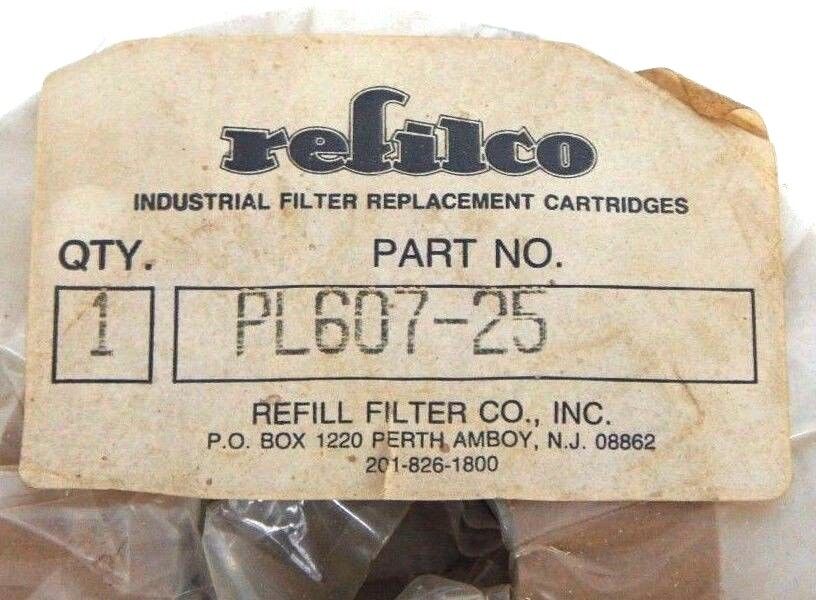 refilco
INDUSTRIAL FILTER REPLACEMENT CARTRIDGES
QTY. PART NO.
1 PL607-25
REFILL FILTER CO., INC.
P.O. BOX 1220 PERTH AMBOY, N.J. 08862
201-826-1800